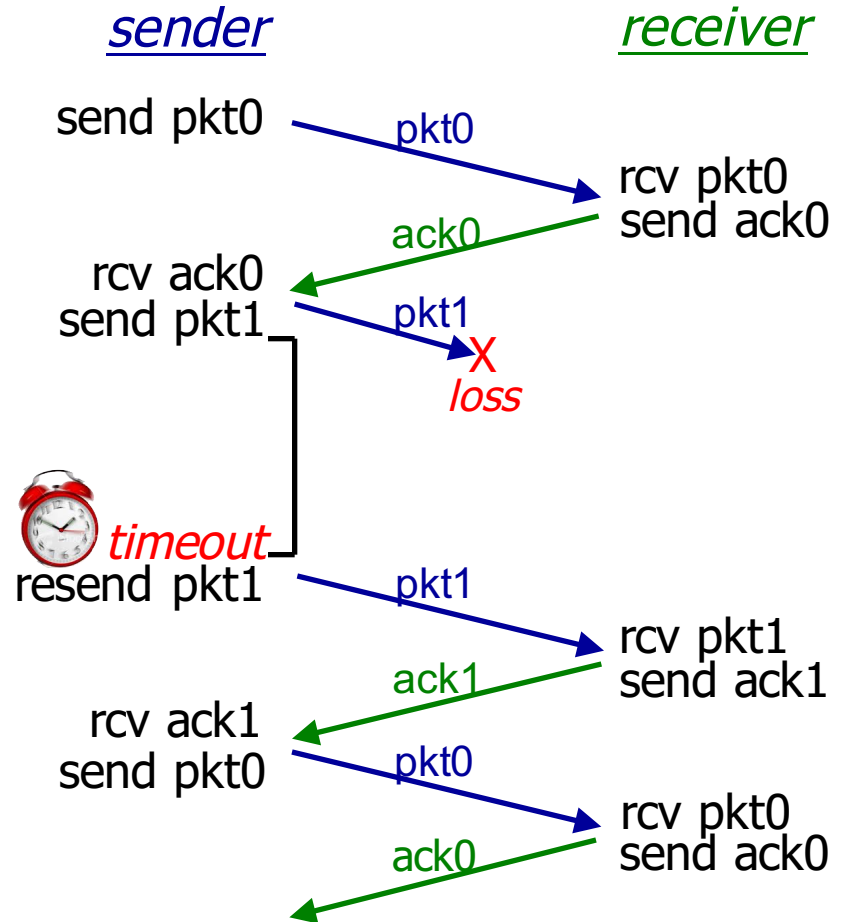 sender
receiver
send pkt0
pkt0
rcv pkt0
send ack0
ack0
rcv ack0
send pkt1
pkt1
X
loss
timeout
resend pkt1
pkt1
rcv pkt1
send ack1
ack1
rcv ack1
send pkt0
pkt0
rcv pkt0
send ack0
ack0